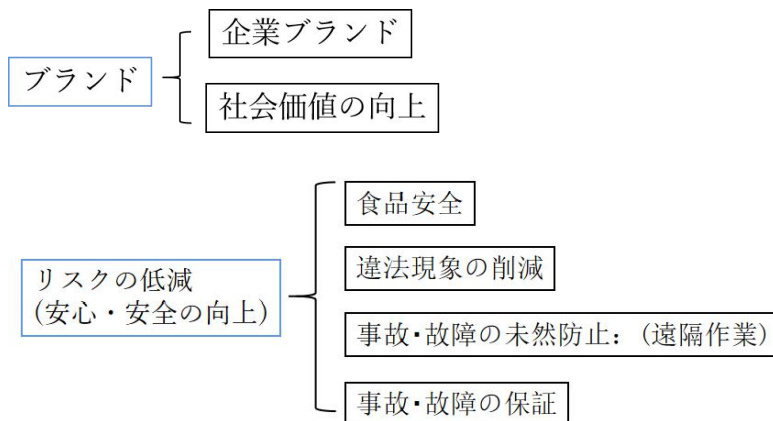 企業ブランド
ブランド
社会価値の向上
食品安全
違法現象の削減
リスクの低減
(安心・安全の向上)
事故・故障の未然防止：(遠隔作業)
事故・故障の保証